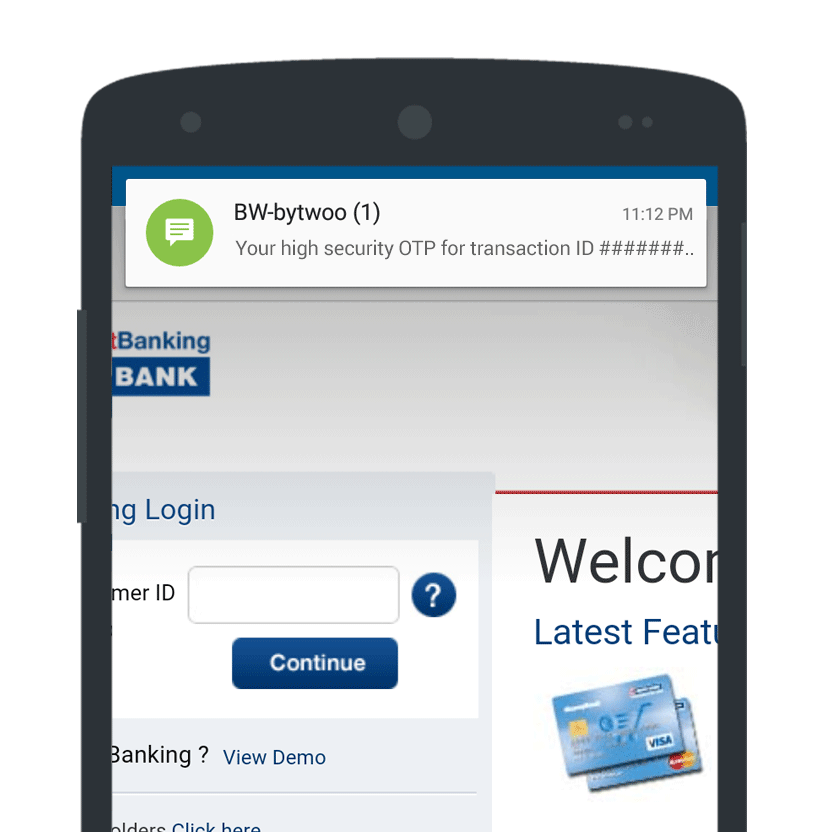 BW-bytwoo (1)
11:12 PM
Your high security OTP for transaction ID #######..
tBanking
BANK
ng Login
mer ID
?
Continue
Banking ? View Demo
olders Click here
Welcom
Latest Featu
VISA